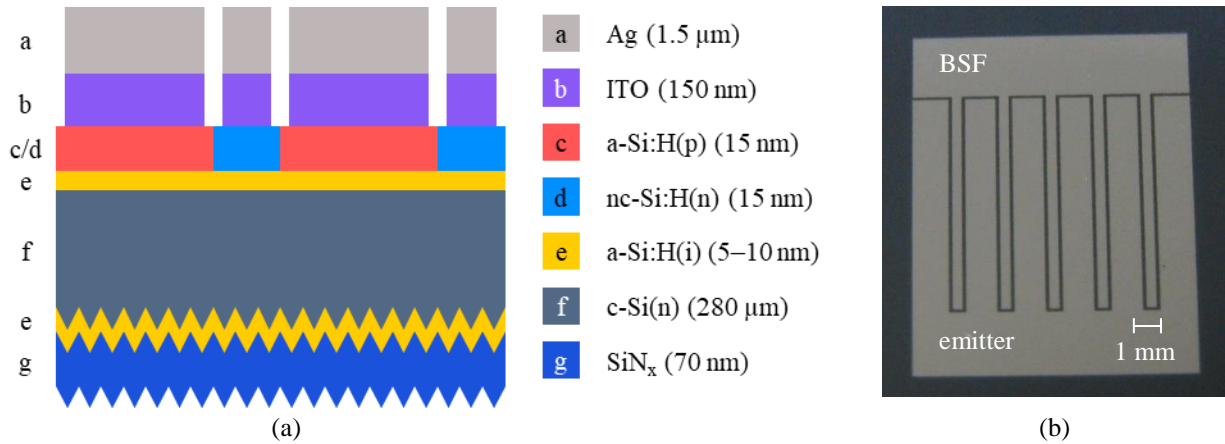 a
b
c/d
e
f
e
g
a Ag (1.5 μm)
b ITO (150 nm)
c a-Si:H(p) (15 nm)
d nc-Si:H(n) (15 nm)
e a-Si:H(i) (5–10 nm)
f c-Si(n) (280 μm)
g SiNx (70 nm)
(a)
BSF
emitter
1 mm
(b)